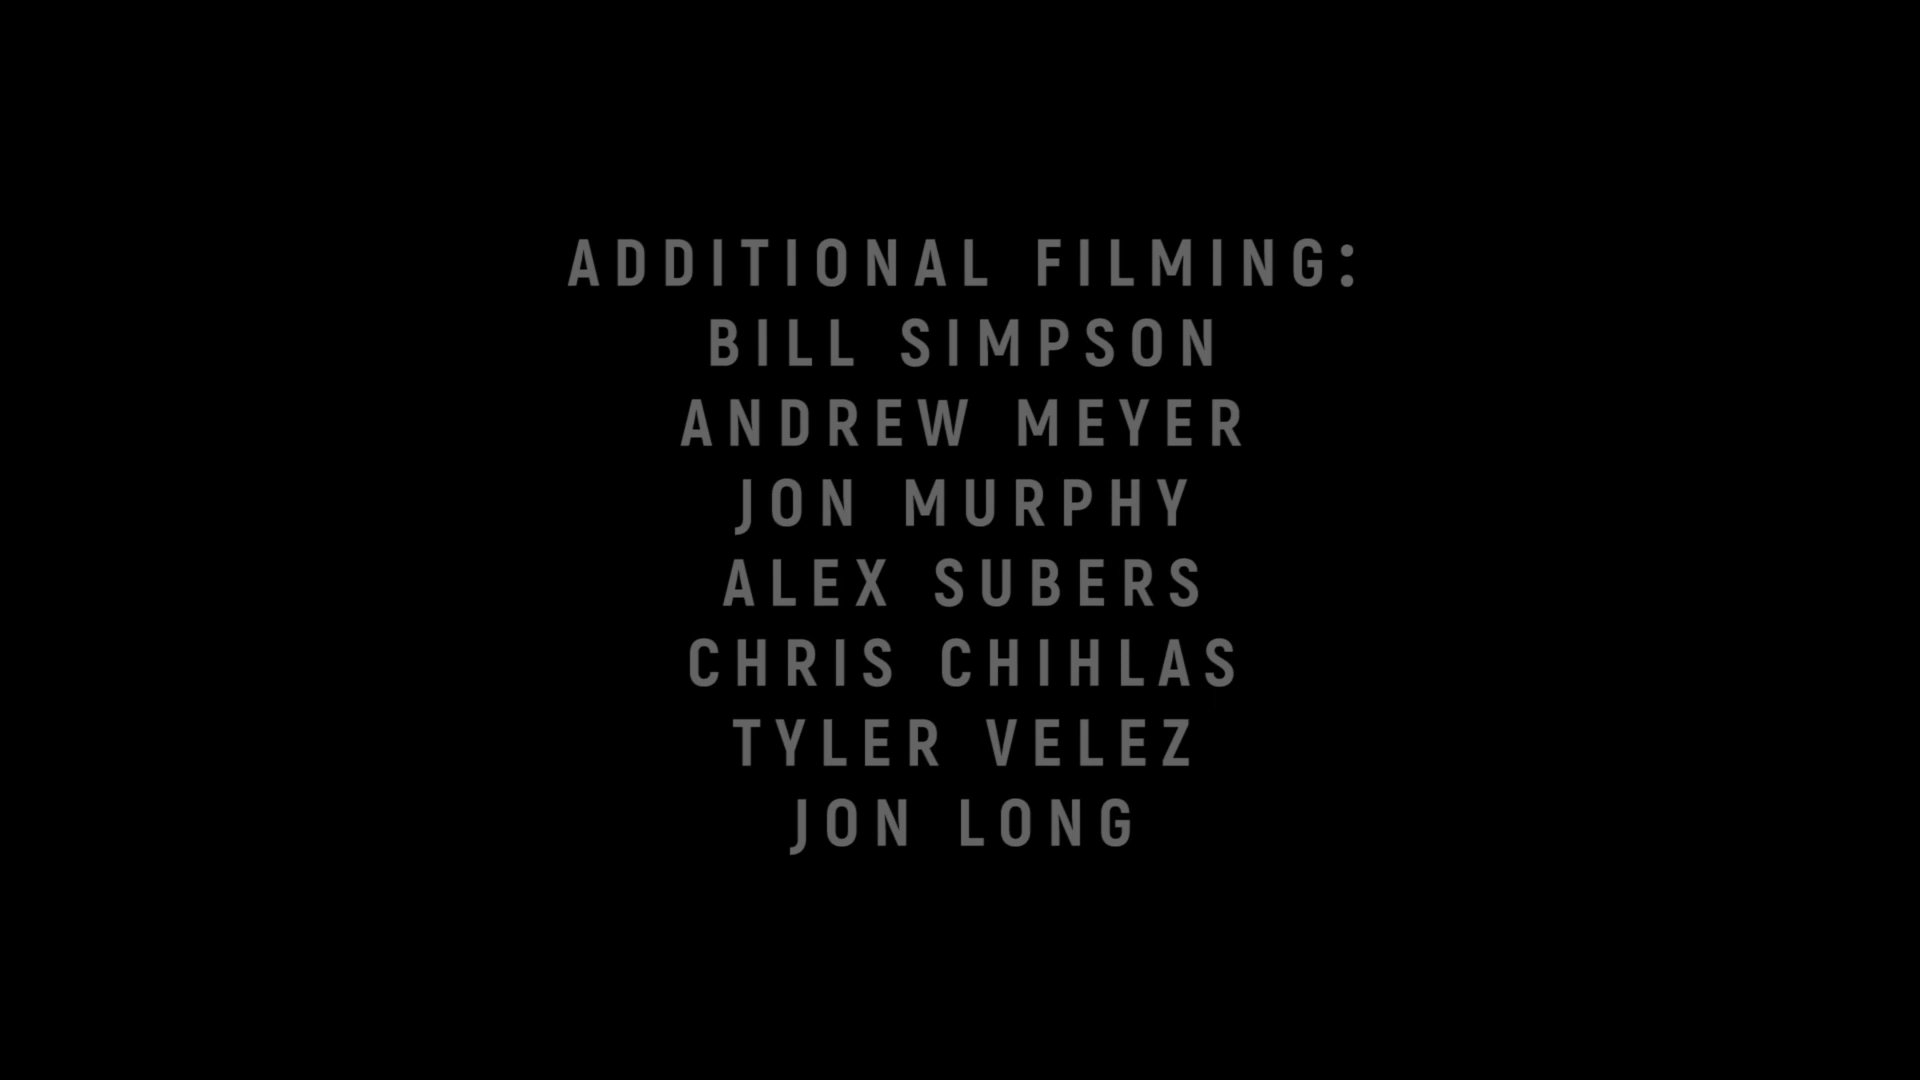 ADDITIONAL FILMING:
BILL SIMPSON
ANDREW MEYER
JON MURPHY
ALEX SUBERS
CHRIS CHIHLAS
TYLER VELEZ
JON LONG